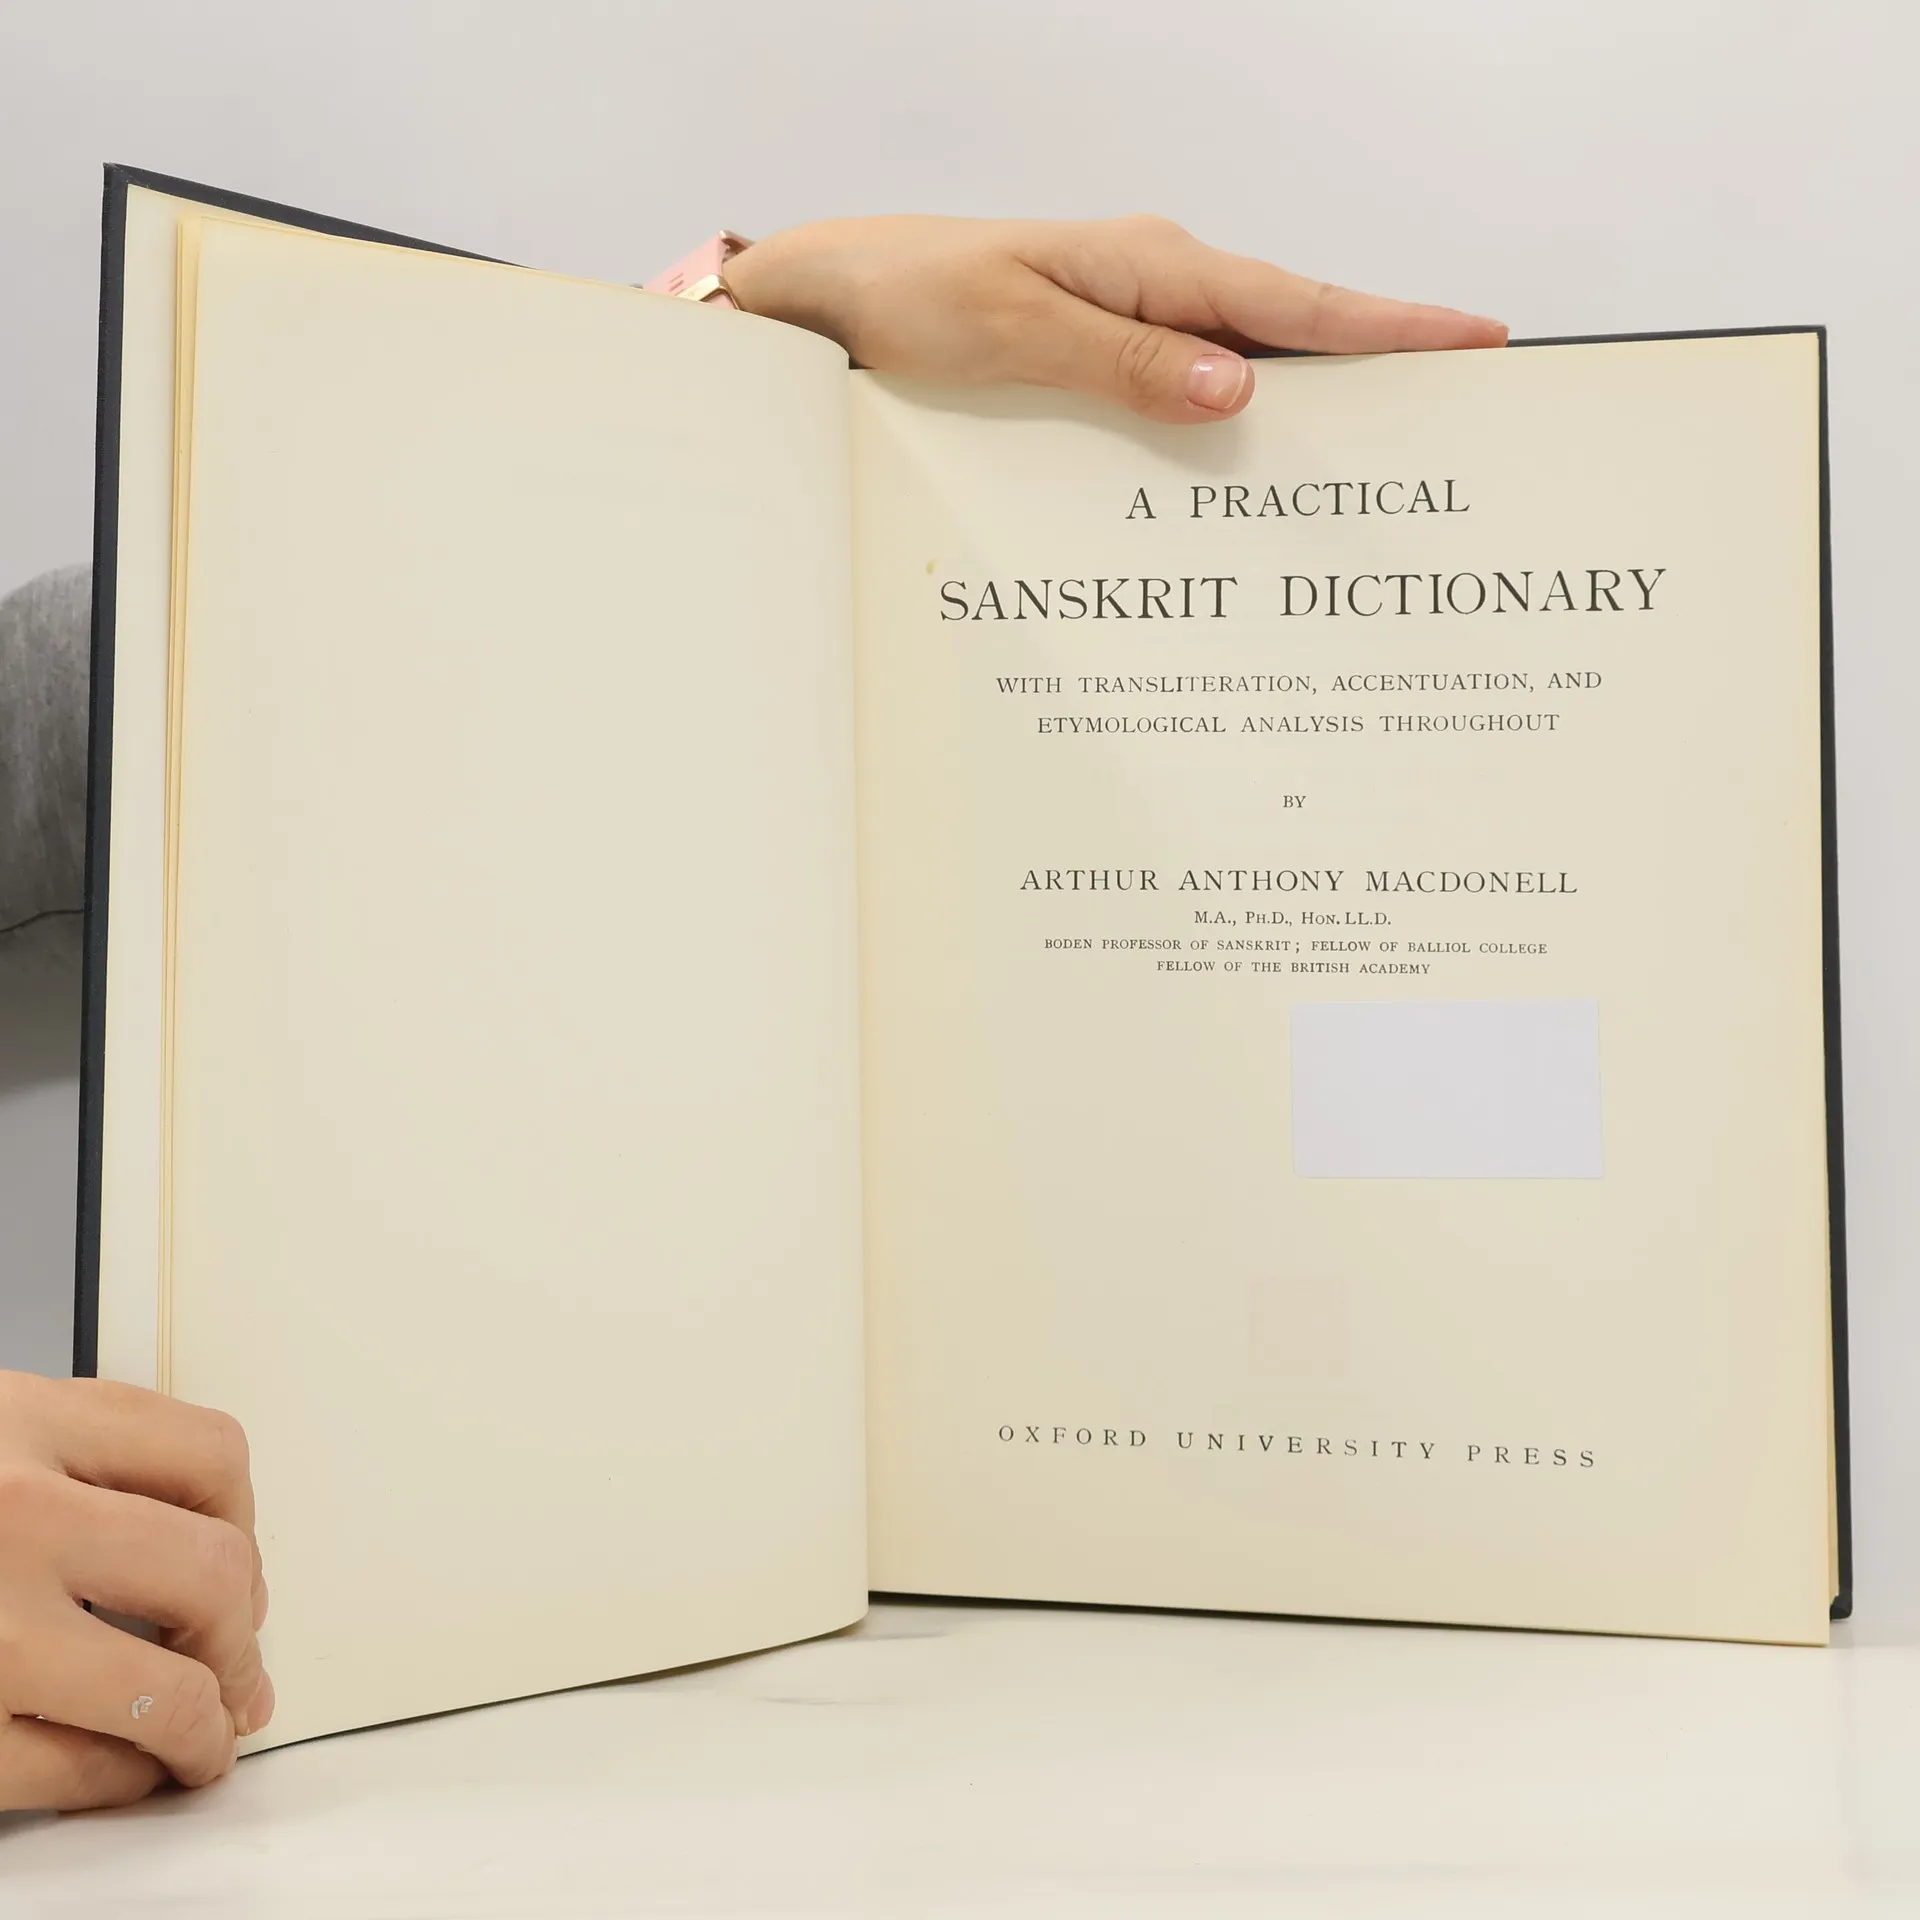 A PRACTICAL
SANSKRIT DICTIONARY
WITH TRANSLITERATION, ACCENTUATION, AND
ETYMOLOGICAL ANALYSIS THROUGHOUT
BY
ARTHUR ANTHONY MACDONELL
M.A., PH.D., HON. LL.D.
BODEN PROFESSOR OF SANSKRIT; FELLOW OF BALLIOL COLLEGE
FELLOW OF THE BRITISH ACADEMY
OXFORD UNIVERSITY PRESS